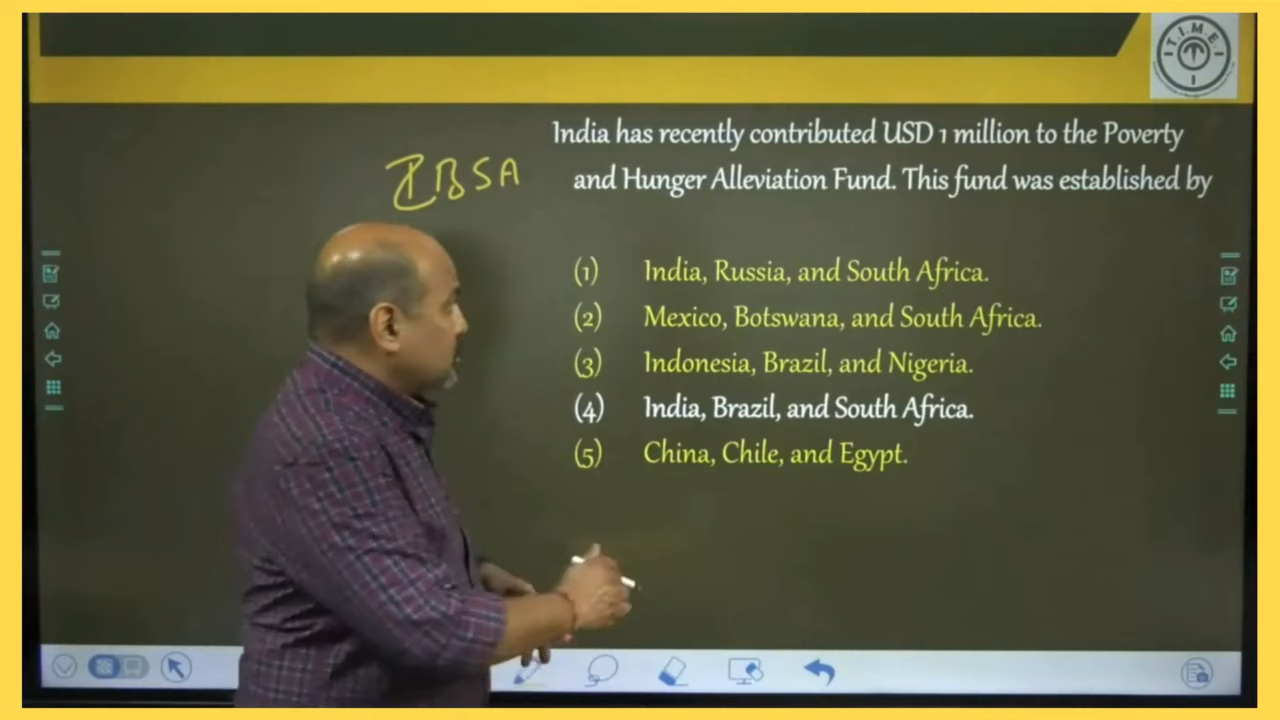 T.I.M.E.
India has recently contributed USD 1 million to the Poverty
IBSA
and Hunger Alleviation Fund. This fund was established by
(1) India, Russia, and South Africa.
(2) Mexico, Botswana, and South Africa.
(3) Indonesia, Brazil, and Nigeria.
(4) India, Brazil, and South Africa.
(5) China, Chile, and Egypt.